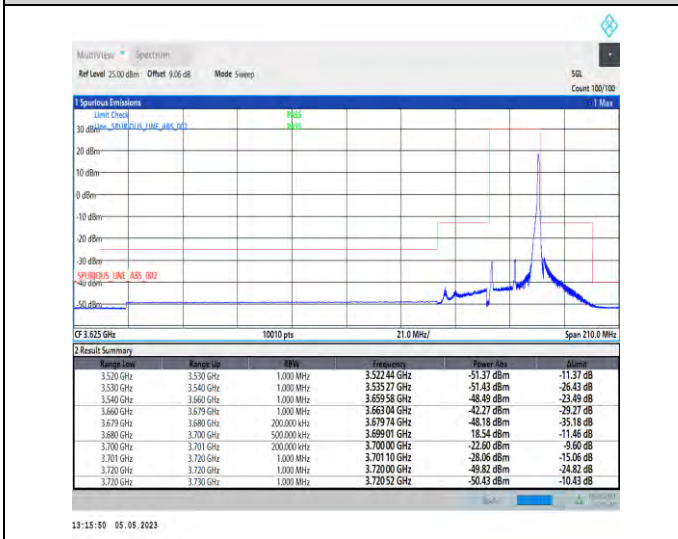 MultiView Spectrum
Ref Level 25.00 dBm Offset 9.06 dB Mode Sweep SGL
Count 100/100
1 Spurious Emissions 1 Max
Limit Check PASS
30 dBm Line _SPURIOUS_LINE_ABS_002 PASS
20 dBm
10 dBm
0 dBm
-10 dBm
-20 dBm
-30 dBm
SPURIOUS_LINE_ABS_002
-40 dBm
-50 dBm
CF 3.625 GHz 10010 pts 21.0 MHz/ Span 210.0 MHz
2 Result Summary
Range Low Range Up RBW Frequency Power Abs ΔLimit
3.520 GHz 3.530 GHz 1.000 MHz 3.522 44 GHz -51.37 dBm -11.37 dB
3.530 GHz 3.540 GHz 1.000 MHz 3.535 27 GHz -51.43 dBm -26.43 dB
3.540 GHz 3.660 GHz 1.000 MHz 3.659 58 GHz -48.49 dBm -23.49 dB
3.660 GHz 3.679 GHz 1.000 MHz 3.663 04 GHz -42.27 dBm -29.27 dB
3.679 GHz 3.680 GHz 200.000 kHz 3.679 74 GHz -48.18 dBm -35.18 dB
3.680 GHz 3.700 GHz 500.000 kHz 3.699 01 GHz 18.54 dBm -11.46 dB
3.700 GHz 3.701 GHz 200.000 kHz 3.700 00 GHz -22.60 dBm -9.60 dB
3.701 GHz 3.720 GHz 1.000 MHz 3.701 10 GHz -28.06 dBm -15.06 dB
3.720 GHz 3.720 GHz 1.000 MHz 3.720 00 GHz -49.82 dBm -24.82 dB
3.720 GHz 3.730 GHz 1.000 MHz 3.720 52 GHz -50.43 dBm -10.43 dB
13:15:50 05.05.2023